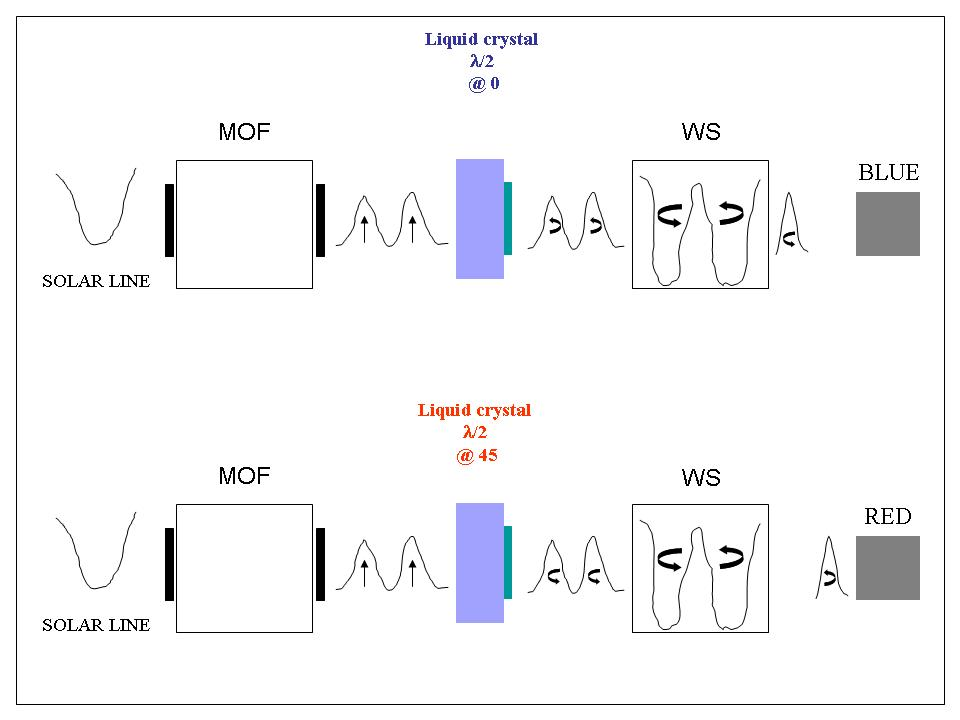 Liquid crystal
λ/2
@ 0
MOF
WS
BLUE
SOLAR LINE
Liquid crystal
λ/2
@ 45
MOF
WS
RED
SOLAR LINE